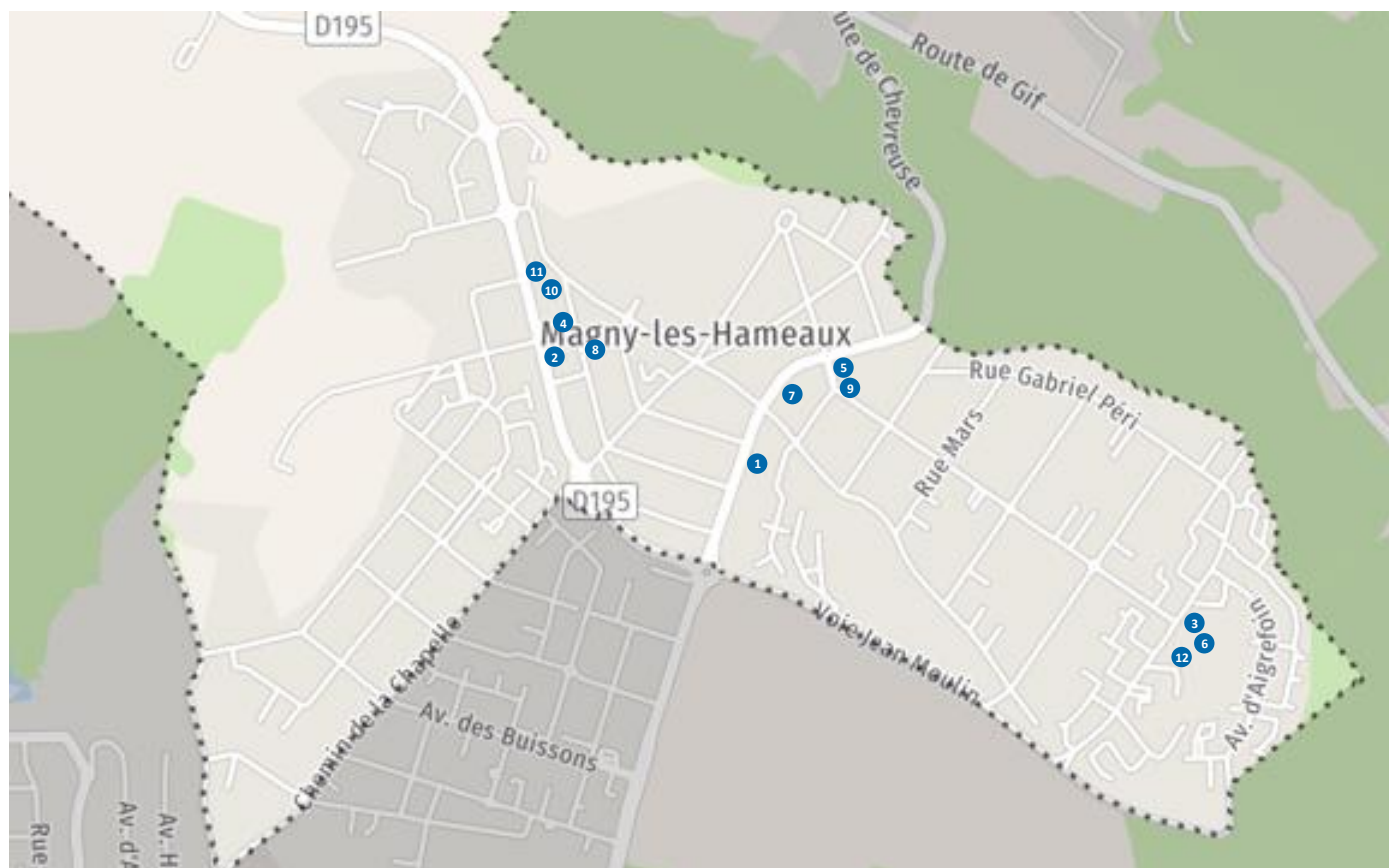 D195
Route de Gif
ute de Chevreuse
11
10
4
Magny-les-Hameaux
2
8
5
7
9
Rue Gabriel Péri
Rue Mars
1
D195
Voie Jean Moulin
3
6
12
Av. d'Aigrefoin
Chemin de la Chapelle
Av. des Buissons
Rue
Av. d'A
Av. H